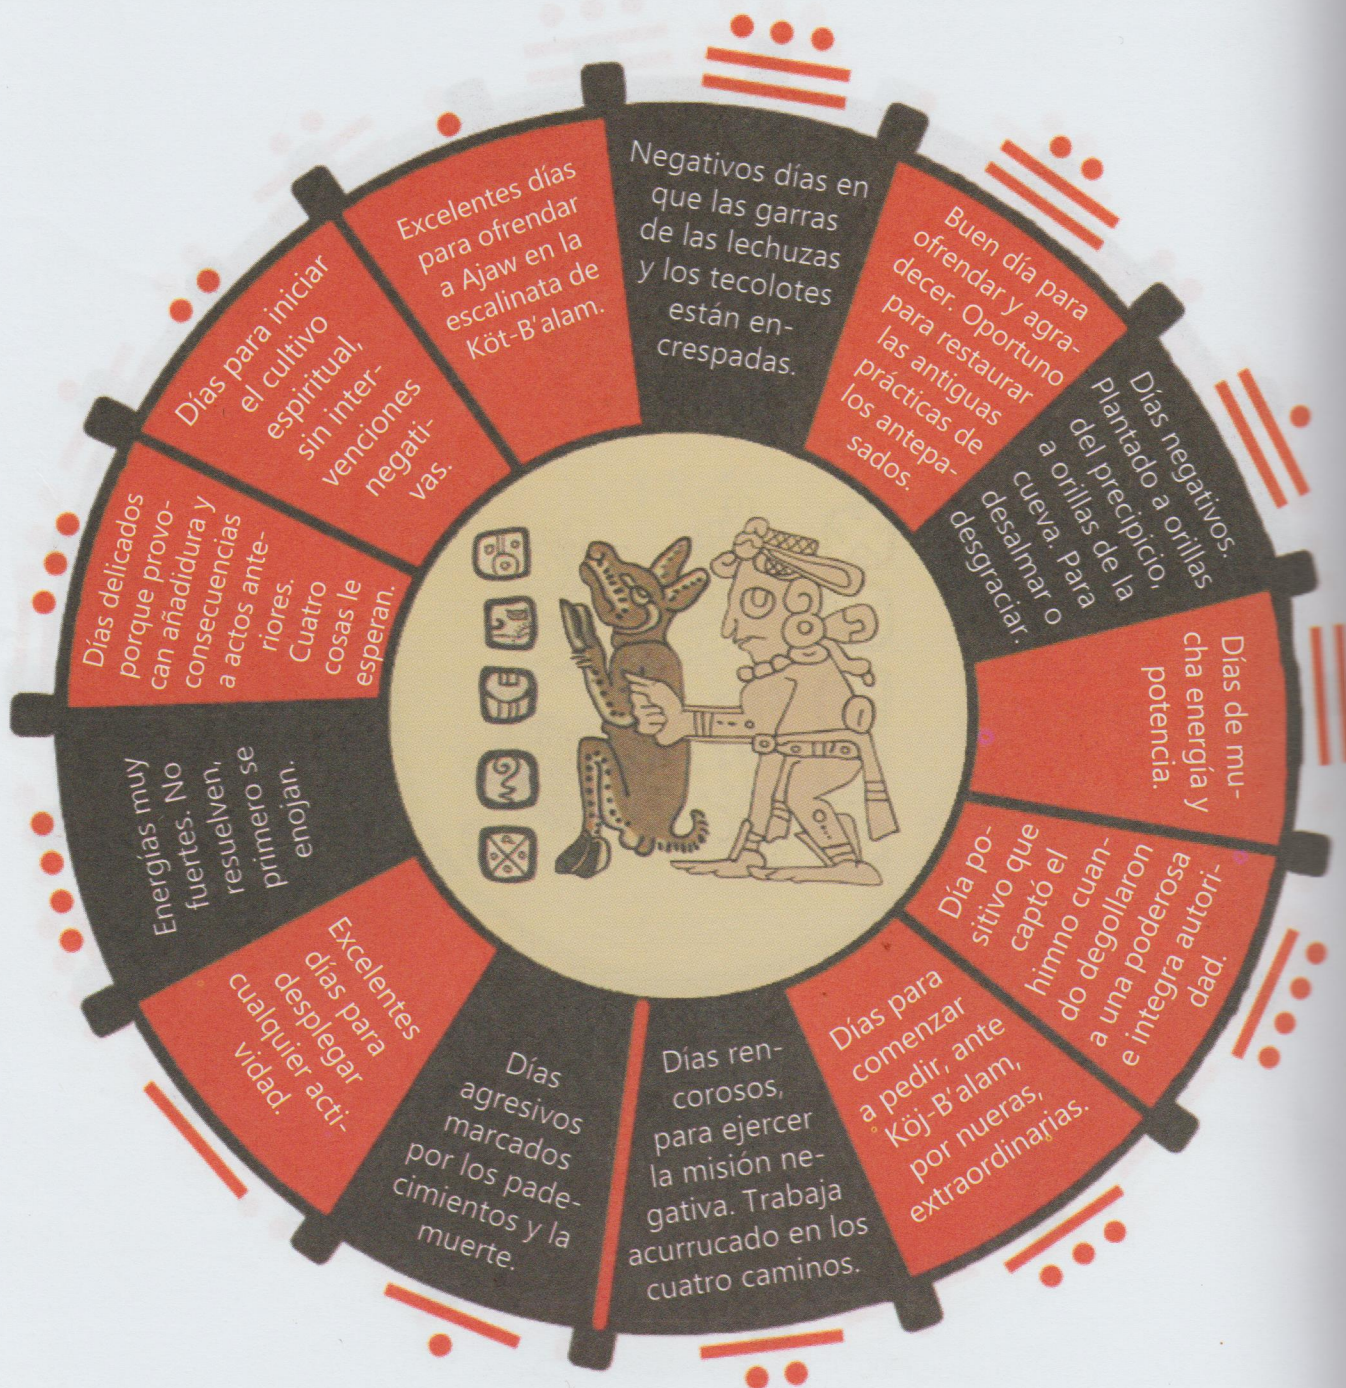 Excelentes días
para ofrendar
a Ajaw en la
escalinata de
Köt-B'alam.
Días para iniciar
el cultivo
espiritual,
sin inter-
venciones
negati-
vas.
Días delicados
porque provo-
can añadidura y
consecuencias
a actos ante-
riores.
Cuatro
cosas le
esperan.
Energías muy
fuertes. No
resuelven,
primero se
enojan.
Excelentes
días para
desplegar
cualquier acti-
vidad.
Días
agresivos
marcados
por los pade-
cimientos y la
muerte.
Días ren-
corosos,
para ejercer
la misión ne-
gativa. Trabaja
acurrucado en los
cuatro caminos.
Días para
comenzar
a pedir, ante
Köj-B'alam,
por nueras,
extraordinarias.
Día po-
sitivo que
captó el
himno cuan-
do degollaron
a una poderosa
e integra autori-
dad.
Días de mu-
cha energía y
potencia.
Días negativos.
Plantado a orillas
del precipicio,
a orillas de la
cueva. Para
desalmar o
desgraciar.
Buen día para
ofrendar y agra-
decer. Oportuno
para restaurar
las antiguas
prácticas de
los antepa-
sados.
Negativos días en
que las garras
de las lechuzas
y los tecolotes
están en-
crespadas.